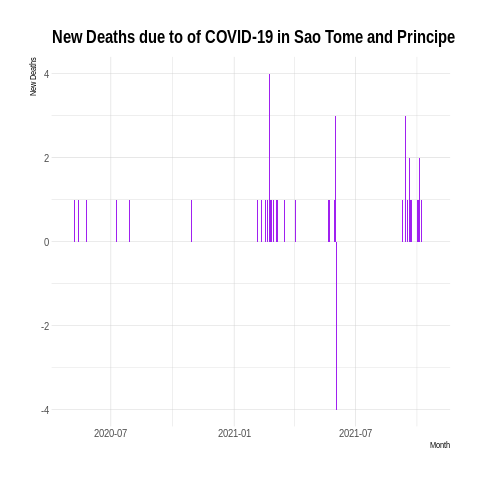 New Deaths due to of COVID-19 in Sao Tome and Principe
New Deaths
4
2
0
-2
-4
2020-07
2021-01
2021-07
Month